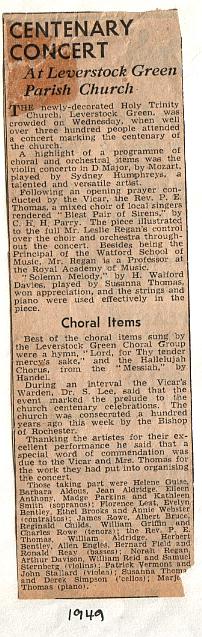 CENTENARY
CONCERT
At Leverstock Green
Parish Church
THE newly-decorated Holy Trinity
Church, Leverstock Green, was
crowded on Wednesday, when well
over three hundred people attended
a concert marking the centenary of
the church.
A highlight of a programme of
choral and orchestral items was the
violin concerto in D Major, by Mozart,
played by Sydney Humphreys, a
talented and versatile artist.
Following an opening prayer con-
ducted by the Vicar, the Rev. P. E.
Thomas, a mixed choir of local singers
rendered "Blest Pair of Sirens," by
C. H. H. Parry. The piece illustrated
to the full Mr. Leslie Regan's control
over the choir and orchestra through-
out the concert. Besides being the
Principal of the Watford School of
Music, Mr. Regan is a Professor at
the Royal Academy of Music.
"Solemn Melody," by H. Walford
Davies, played by Susanna Thomas,
won appreciation, and the strings and
piano were used effectively in the
piece.
Choral Items
Best of the choral items sung by
the Leverstock Green Choral Group
were a hymn, "Lord, for Thy tender
mercy's sake," and the Hallelujah
Chorus, from the "Messiah," by
Handel.
During an interval the Vicar's
Warden, Dr. S. Lee, said that the
event marked the prelude to the
church centenary celebrations. The
church was consecrated a hundred
years ago this week by the Bishop
of Rochester.
Thanking the artistes for their ex-
cellent performance he said that a
special word of commendation was
due to the Vicar and Mrs. Thomas for
the work they had put into organising
the concert.
Those taking part were Helene Guise,
Barbara Aldous, Jean Aldridge, Eileen
Anthony, Madge Parkins and Kathleen
Smith (sopranos); Florence Lest, Evelyn
Bentley, Ethel Brooks and Annie Webster
(contraltos); James Rowe, Albert Bruce,
Reginald Childs, William Griffin and
Charles Rowe (tenors); the Rev. P. E.
Thomas, William Aldridge, Herbert
Bentley, Alan Engles, Bernard Field and
Ronald Reay (basses); Norah Regan,
Arthur Davison, William Reid and Samuel
Sternberg (violins); Patrick Vermont and
John Stallard (violas); Susanna Thomas
and Derek Simpson ('cellos); Marj
Thomas (piano).
1949